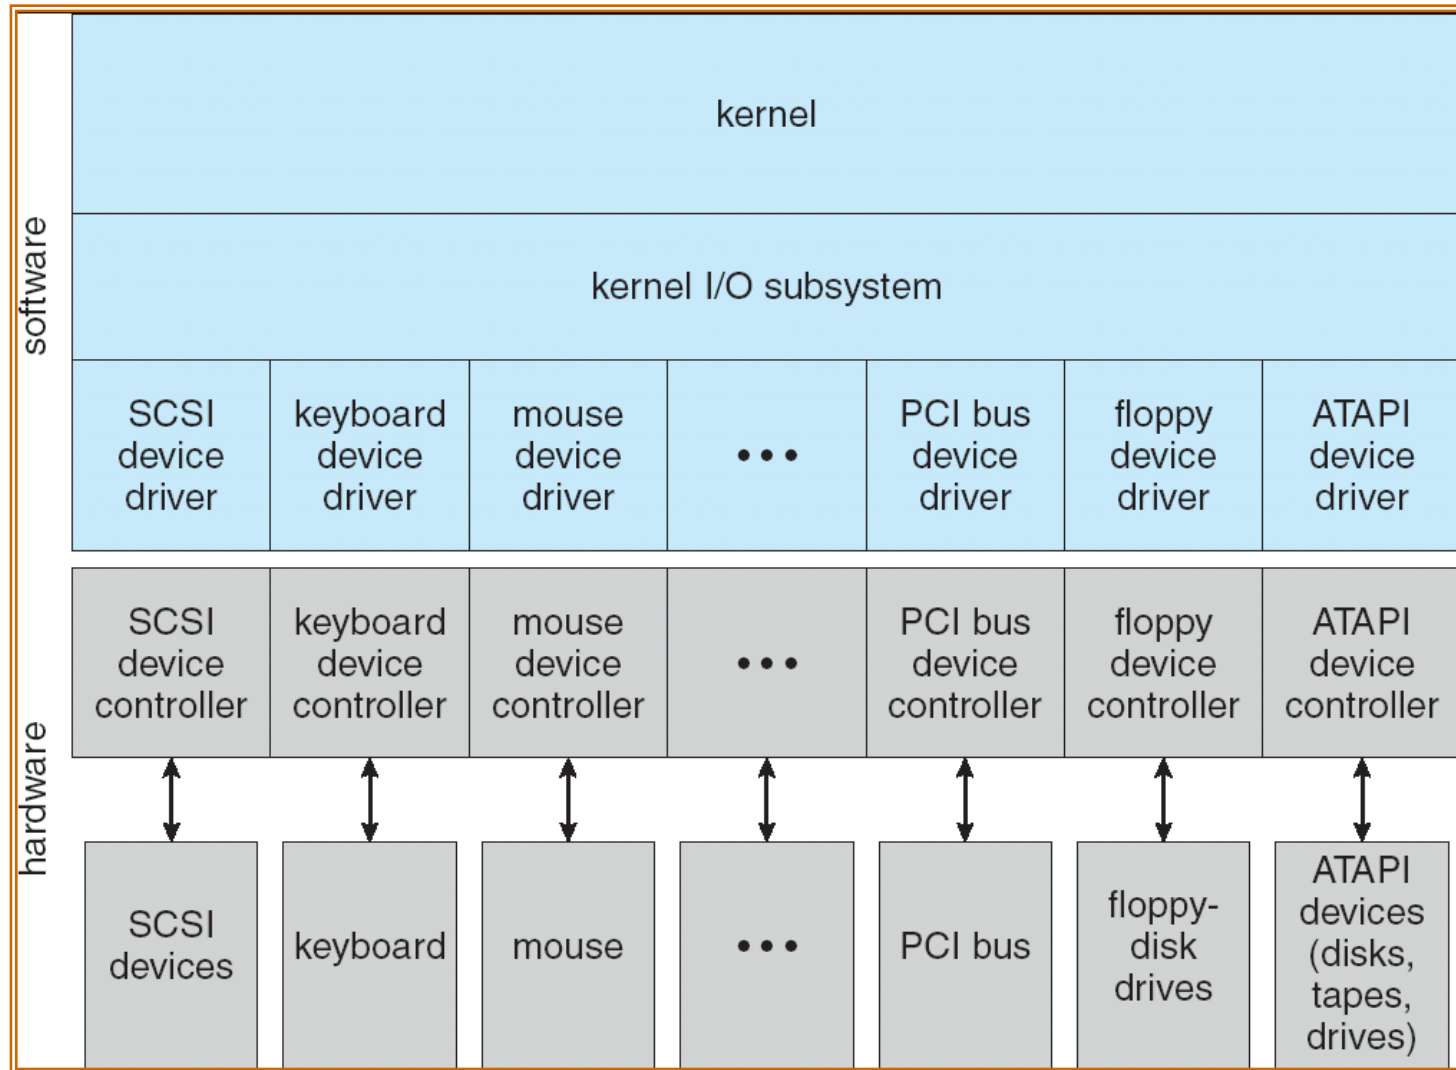 kernel
software
kernel I/O subsystem
SCSI
device
driver
keyboard
device
driver
mouse
device
driver
•••
PCI bus
device
driver
floppy
device
driver
ATAPI
device
driver
hardware
SCSI
device
controller
keyboard
device
controller
mouse
device
controller
•••
PCI bus
device
controller
floppy
device
controller
ATAPI
device
controller
SCSI
devices
keyboard
mouse
•••
PCI bus
floppy-
disk
drives
ATAPI
devices
(disks,
tapes,
drives)